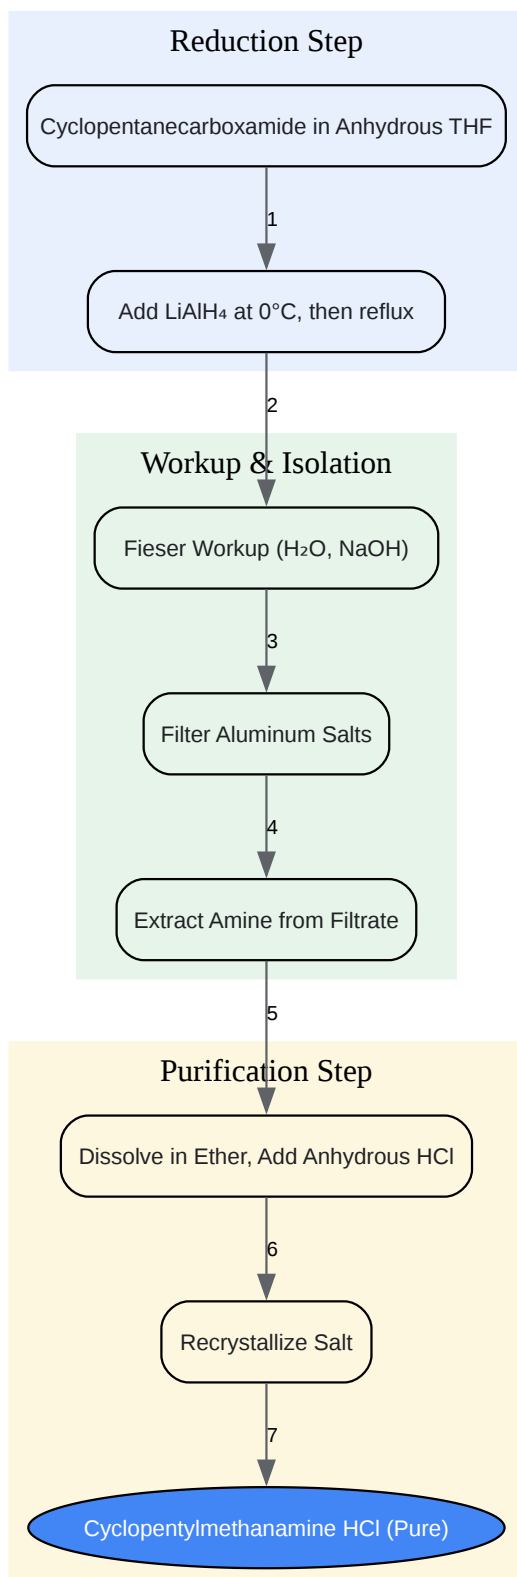 Reduction Step
Cyclopentanecarboxamide in Anhydrous THF
1
Add LiAlH₄ at 0°C, then reflux
2
Workup & Isolation
Fieser Workup (H₂O, NaOH)
3
Filter Aluminum Salts
4
Extract Amine from Filtrate
5
Purification Step
Dissolve in Ether, Add Anhydrous HCl
6
Recrystallize Salt
7
Cyclopentylmethanamine HCl (Pure)